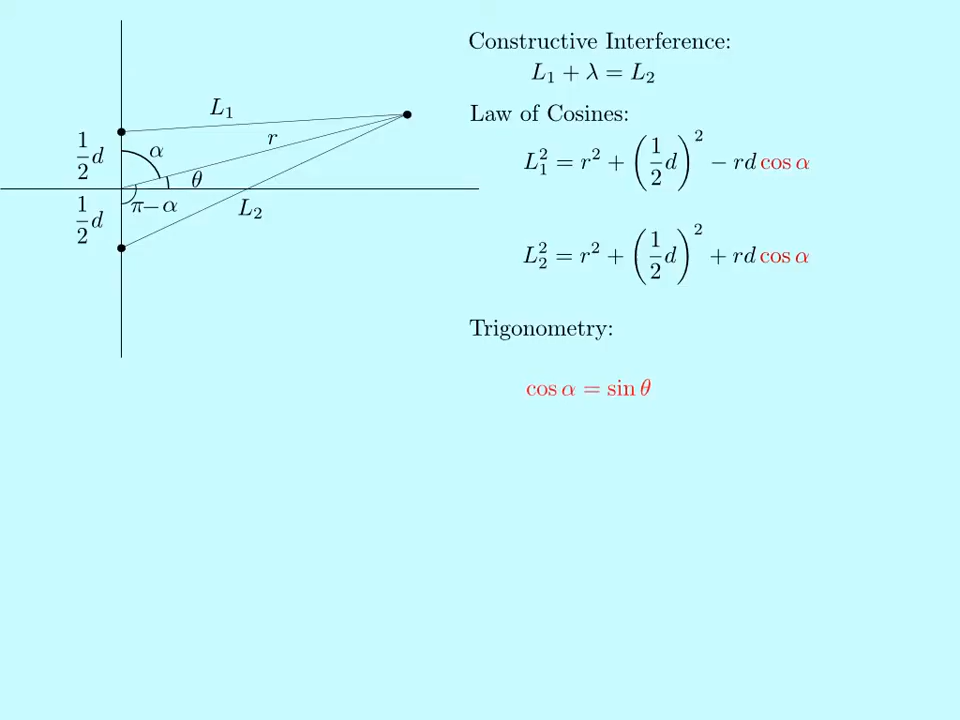 Constructive Interference:
L₁ + λ = L₂
Law of Cosines:
L₁² = r² + (1/2 d)² − rd cos α
L₂² = r² + (1/2 d)² + rd cos α
Trigonometry:
cos α = sin θ
L₁
r
1/2 d
α
θ
1/2 d
π−α
L₂